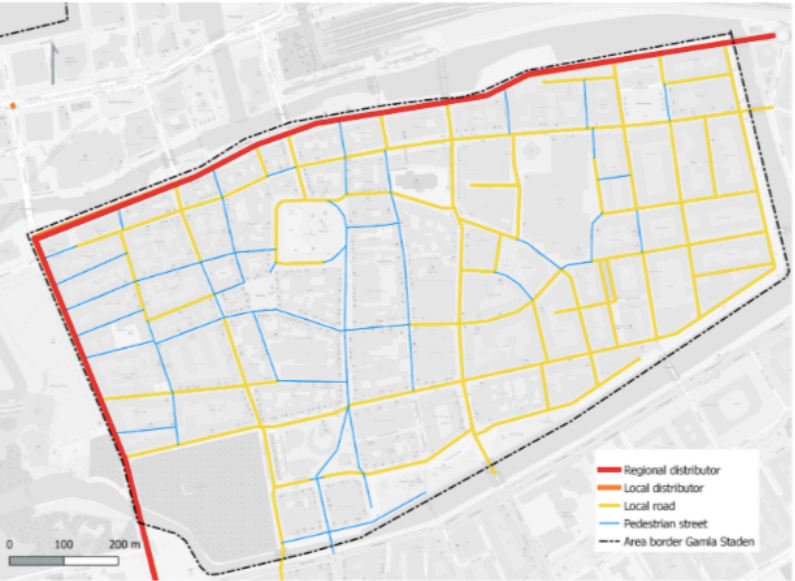 Regional distributor
Local distributor
Local road
Pedestrian street
Area border Gamla Staden
0 100 200 m